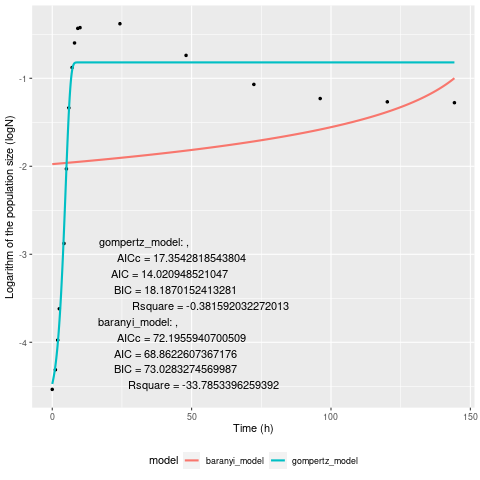 Logarithm of the population size (logN)
-1
-2
-3
-4
gompertz_model: ,
AICc = 17.3542818543804
AIC = 14.020948521047
BIC = 18.1870152413281
Rsquare = -0.381592032272013
baranyi_model: ,
AICc = 72.1955940700509
AIC = 68.8622607367176
BIC = 73.0283274569987
Rsquare = -33.7853396259392
0 50 100 150
Time (h)
model baranyi_model gompertz_model